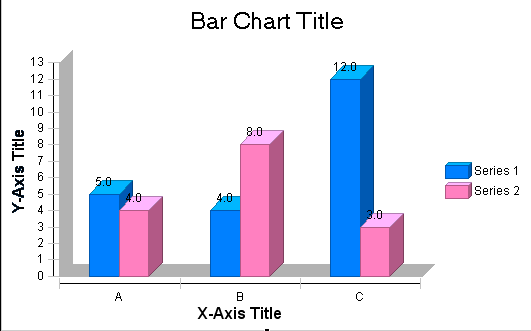 Bar Chart Title
Y-Axis Title
13
12
11
10
9
8
7
6
5
4
3
2
1
0
5.0
4.0
4.0
8.0
12.0
3.0
A
B
C
X-Axis Title
Series 1
Series 2